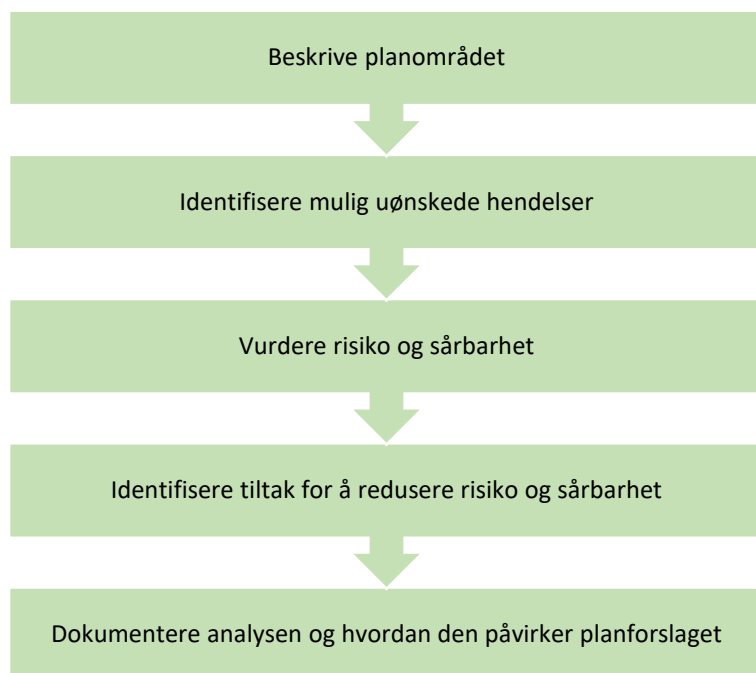 Beskrive planområdet
Identifisere mulig uønskede hendelser
Vurdere risiko og sårbarhet
Identifisere tiltak for å redusere risiko og sårbarhet
Dokumentere analysen og hvordan den påvirker planforslaget